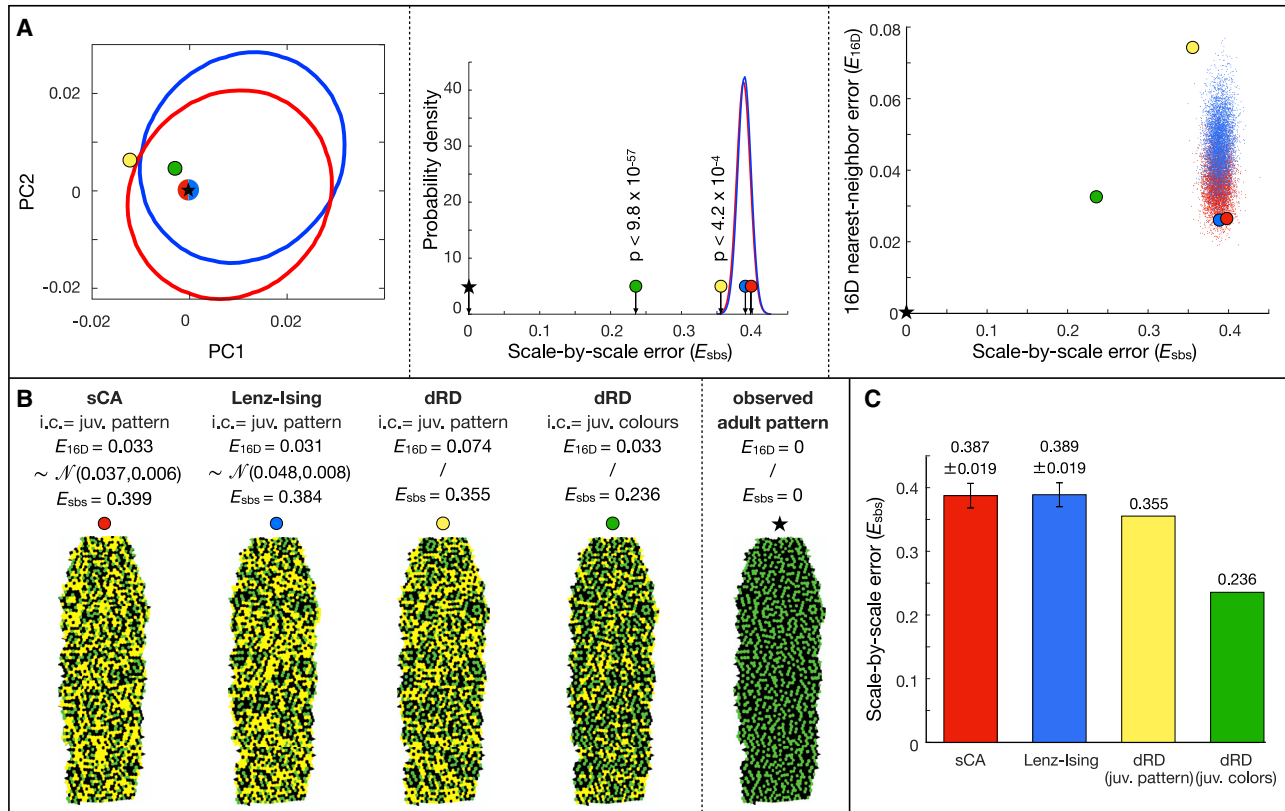 A
0.02
0
-0.02
PC2
-0.02
0
0.02
PC1
Probability density
40
35
30
25
20
15
10
5
0
p < 9.8 x 10-57
p < 4.2 x 10-4
0
0.1
0.2
0.3
0.4
Scale-by-scale error (Esbs)
16D nearest-neighbor error (E16D)
0.08
0.06
0.04
0.02
0
0
0.1
0.2
0.3
0.4
Scale-by-scale error (Esbs)
B
sCA
i.c.= juv. pattern
E16D = 0.033
~ N(0.037,0.006)
Esbs = 0.399
Lenz-Ising
i.c.= juv. pattern
E16D = 0.031
~ N(0.048,0.008)
Esbs = 0.384
dRD
i.c.= juv. pattern
E16D = 0.074
/
Esbs = 0.355
dRD
i.c.= juv. colours
E16D = 0.033
/
Esbs = 0.236
observed
adult pattern
E16D = 0
/
Esbs = 0
C
Scale-by-scale error (Esbs)
0.4
0.3
0.2
0.1
0
0.387
±0.019
0.389
±0.019
0.355
0.236
sCA
Lenz-Ising
dRD
(juv. pattern)
dRD
(juv. colors)